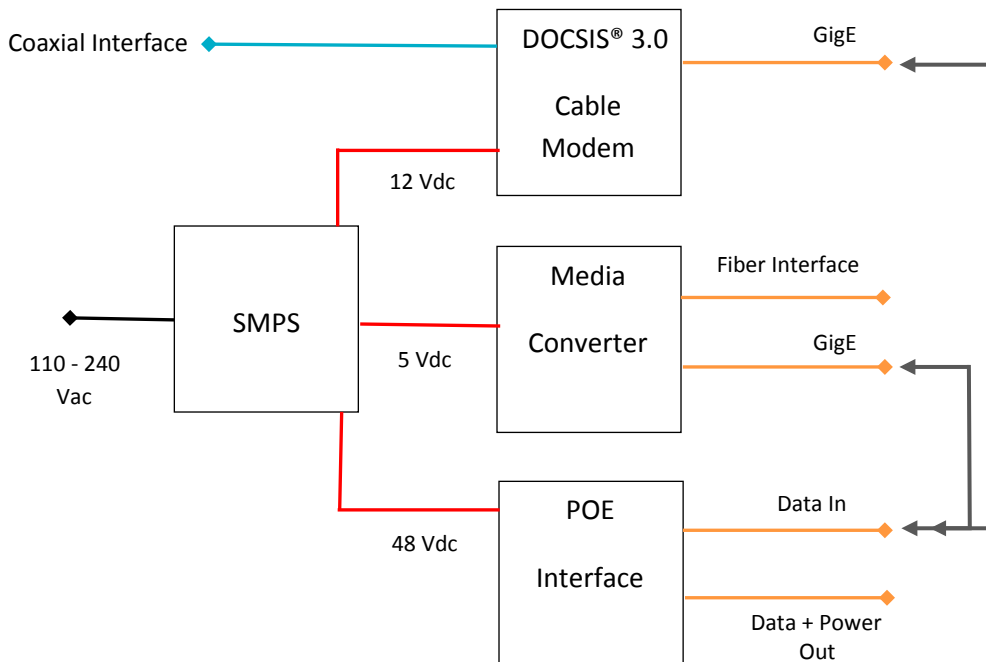 Coaxial Interface
DOCSIS® 3.0
Cable
Modem
GigE
12 Vdc
SMPS
110 - 240
Vac
5 Vdc
Media
Converter
Fiber Interface
GigE
48 Vdc
POE
Interface
Data In
Data + Power
Out